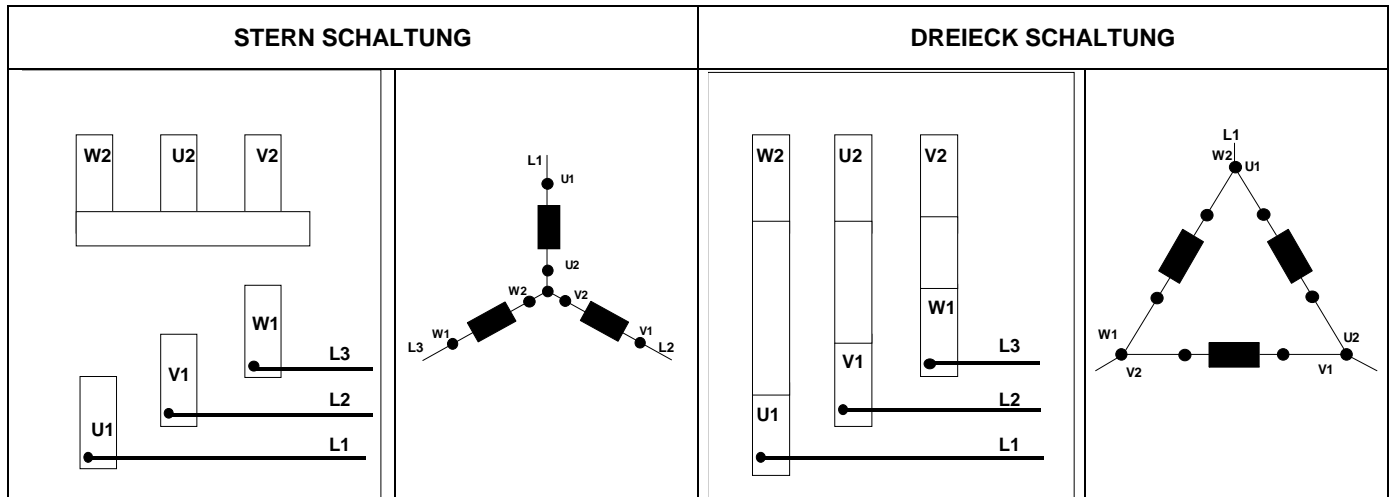 STERN SCHALTUNG
DREIECK SCHALTUNG
W2 U2 V2
W1
V1
U1
L3
L2
L1
L1
U1
U2
W2 V2
W1 V1
L3 L2
W2 U2 V2
W1
V1
U1
L3
L2
L1
L1
W2 U1
W1 U2
V2 V1